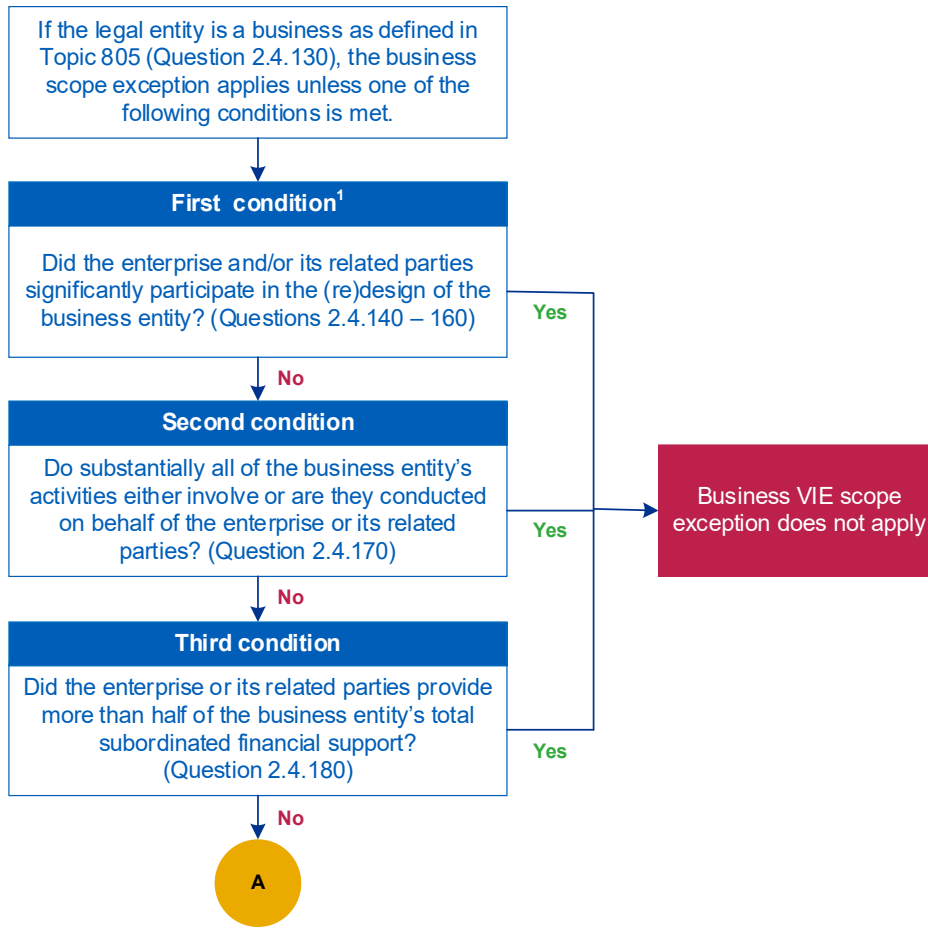 If the legal entity is a business as defined in
Topic 805 (Question 2.4.130), the business
scope exception applies unless one of the
following conditions is met.
First condition1
Did the enterprise and/or its related parties
significantly participate in the (re)design of the
business entity? (Questions 2.4.140 – 160)
Yes
No
Second condition
Do substantially all of the business entity's
activities either involve or are they conducted
on behalf of the enterprise or its related
parties? (Question 2.4.170)
Yes
Business VIE scope
exception does not apply
No
Third condition
Did the enterprise or its related parties provide
more than half of the business entity's total
subordinated financial support?
(Question 2.4.180)
Yes
No
A